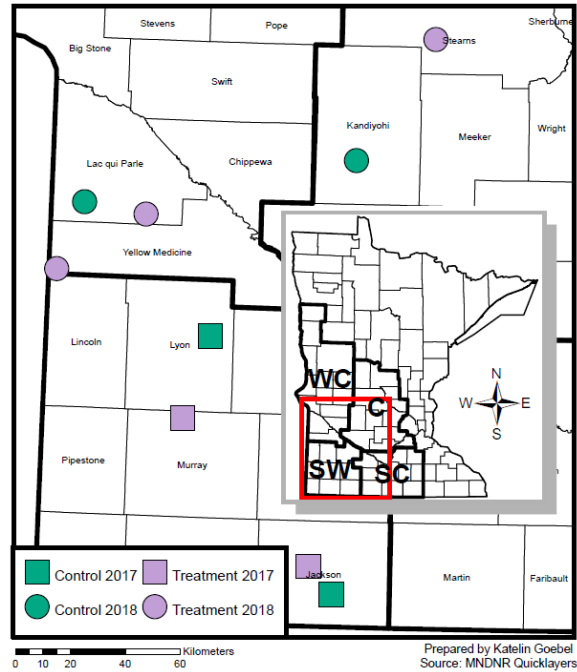 Stevens
Pope
Sherburne
Big Stone
Stearns
Swift
Kandiyohi
Wright
Meeker
Lac qui Parle
Chippewa
Yellow Medicine
Lincoln
Lyon
WC
C
SW
SC
N
W E
S
Pipestone
Murray
Jackson
Martin
Faribault
Control 2017 Treatment 2017
Control 2018 Treatment 2018
Kilometers
0 5 10 20 40 60
Prepared by Katelin Goebel
Source: MNDNR Quicklayers